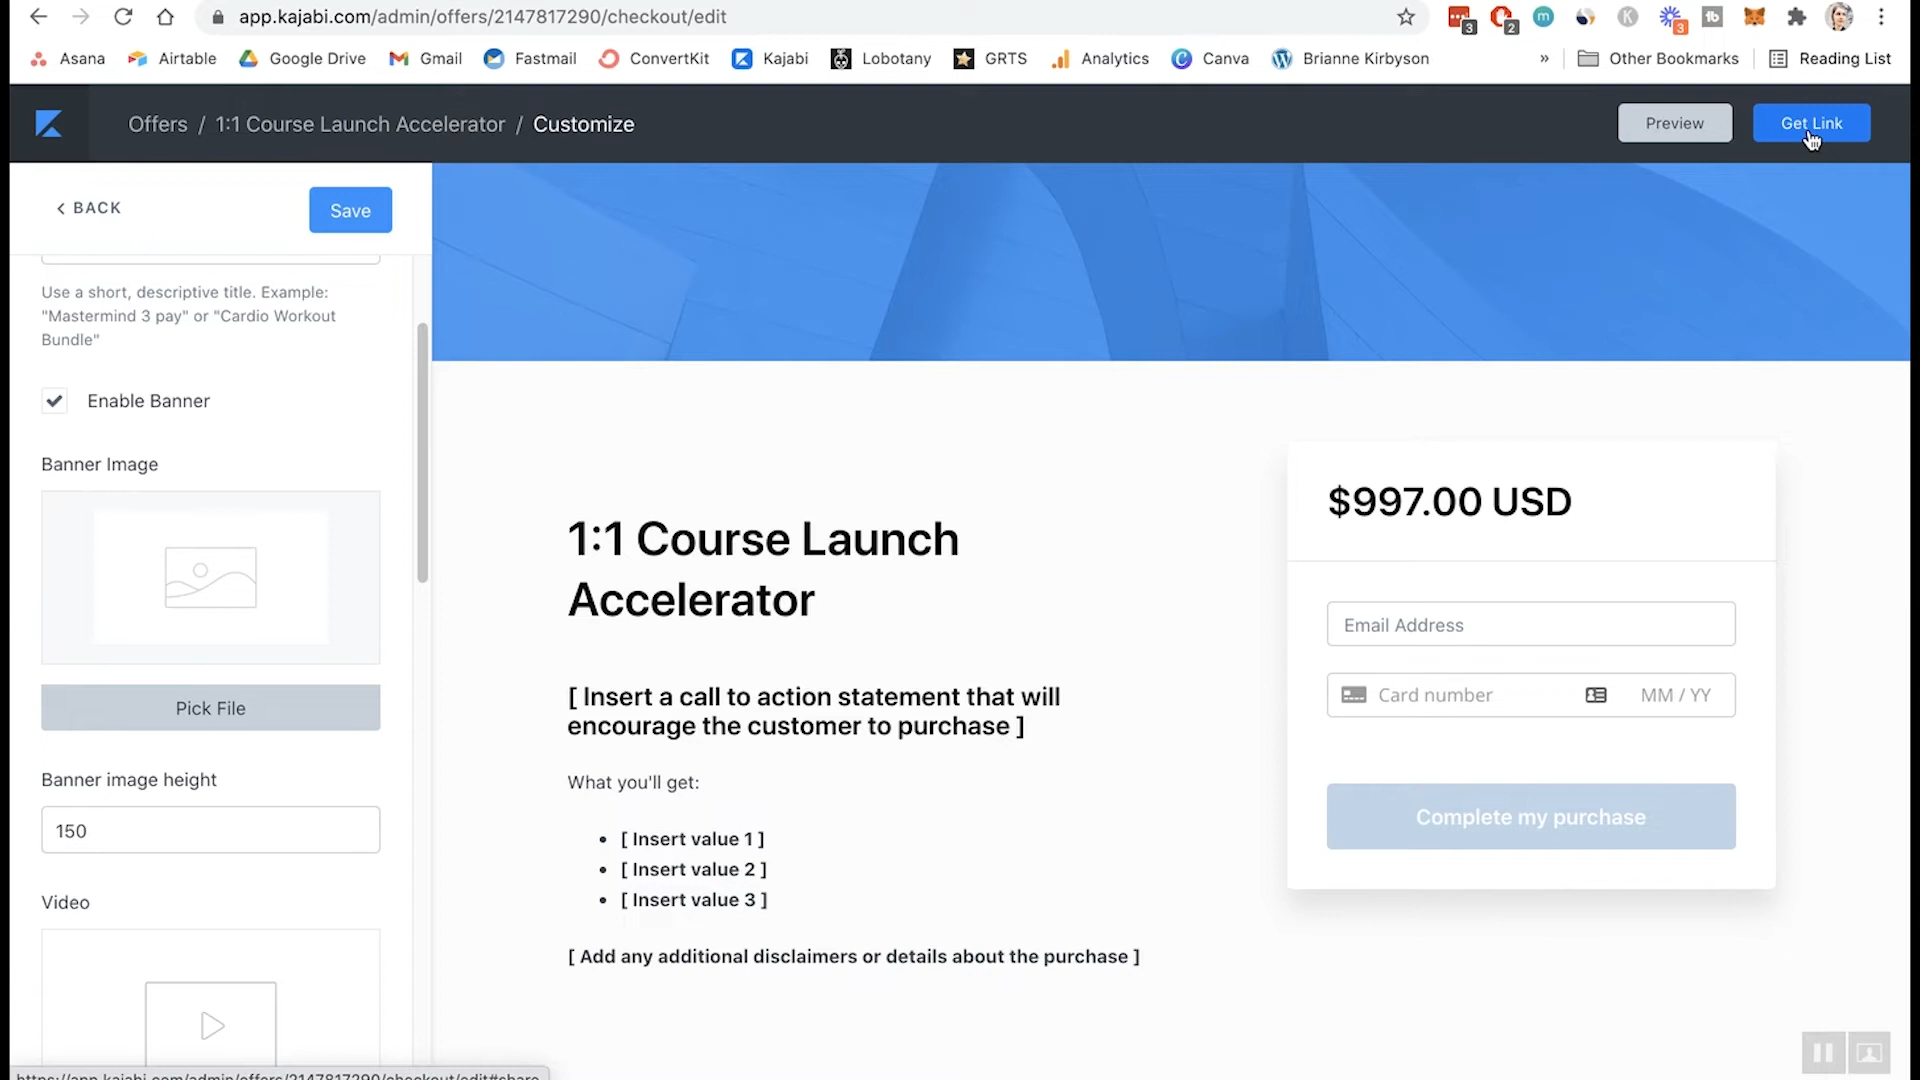 app.kajabi.com/admin/offers/2147817290/checkout/edit
3
2
m
K
tb
3
Asana
Airtable
Google Drive
Gmail
Fastmail
ConvertKit
Kajabi
Lobotany
GRTS
Analytics
Canva
Brianne Kirbyson
»
Other Bookmarks
Reading List
Offers / 1:1 Course Launch Accelerator / Customize
Preview
Get Link
BACK
Save
Use a short, descriptive title. Example:
"Mastermind 3 pay" or "Cardio Workout
Bundle"
Enable Banner
Banner Image
Pick File
Banner image height
150
Video
1:1 Course Launch
Accelerator
[ Insert a call to action statement that will
encourage the customer to purchase ]
What you'll get:
• [ Insert value 1 ]
• [ Insert value 2 ]
• [ Insert value 3 ]
[ Add any additional disclaimers or details about the purchase ]
$997.00 USD
Email Address
Card number
MM / YY
Complete my purchase
https://app.kajabi.com/admin/offers/2147817290/checkout/edit#share